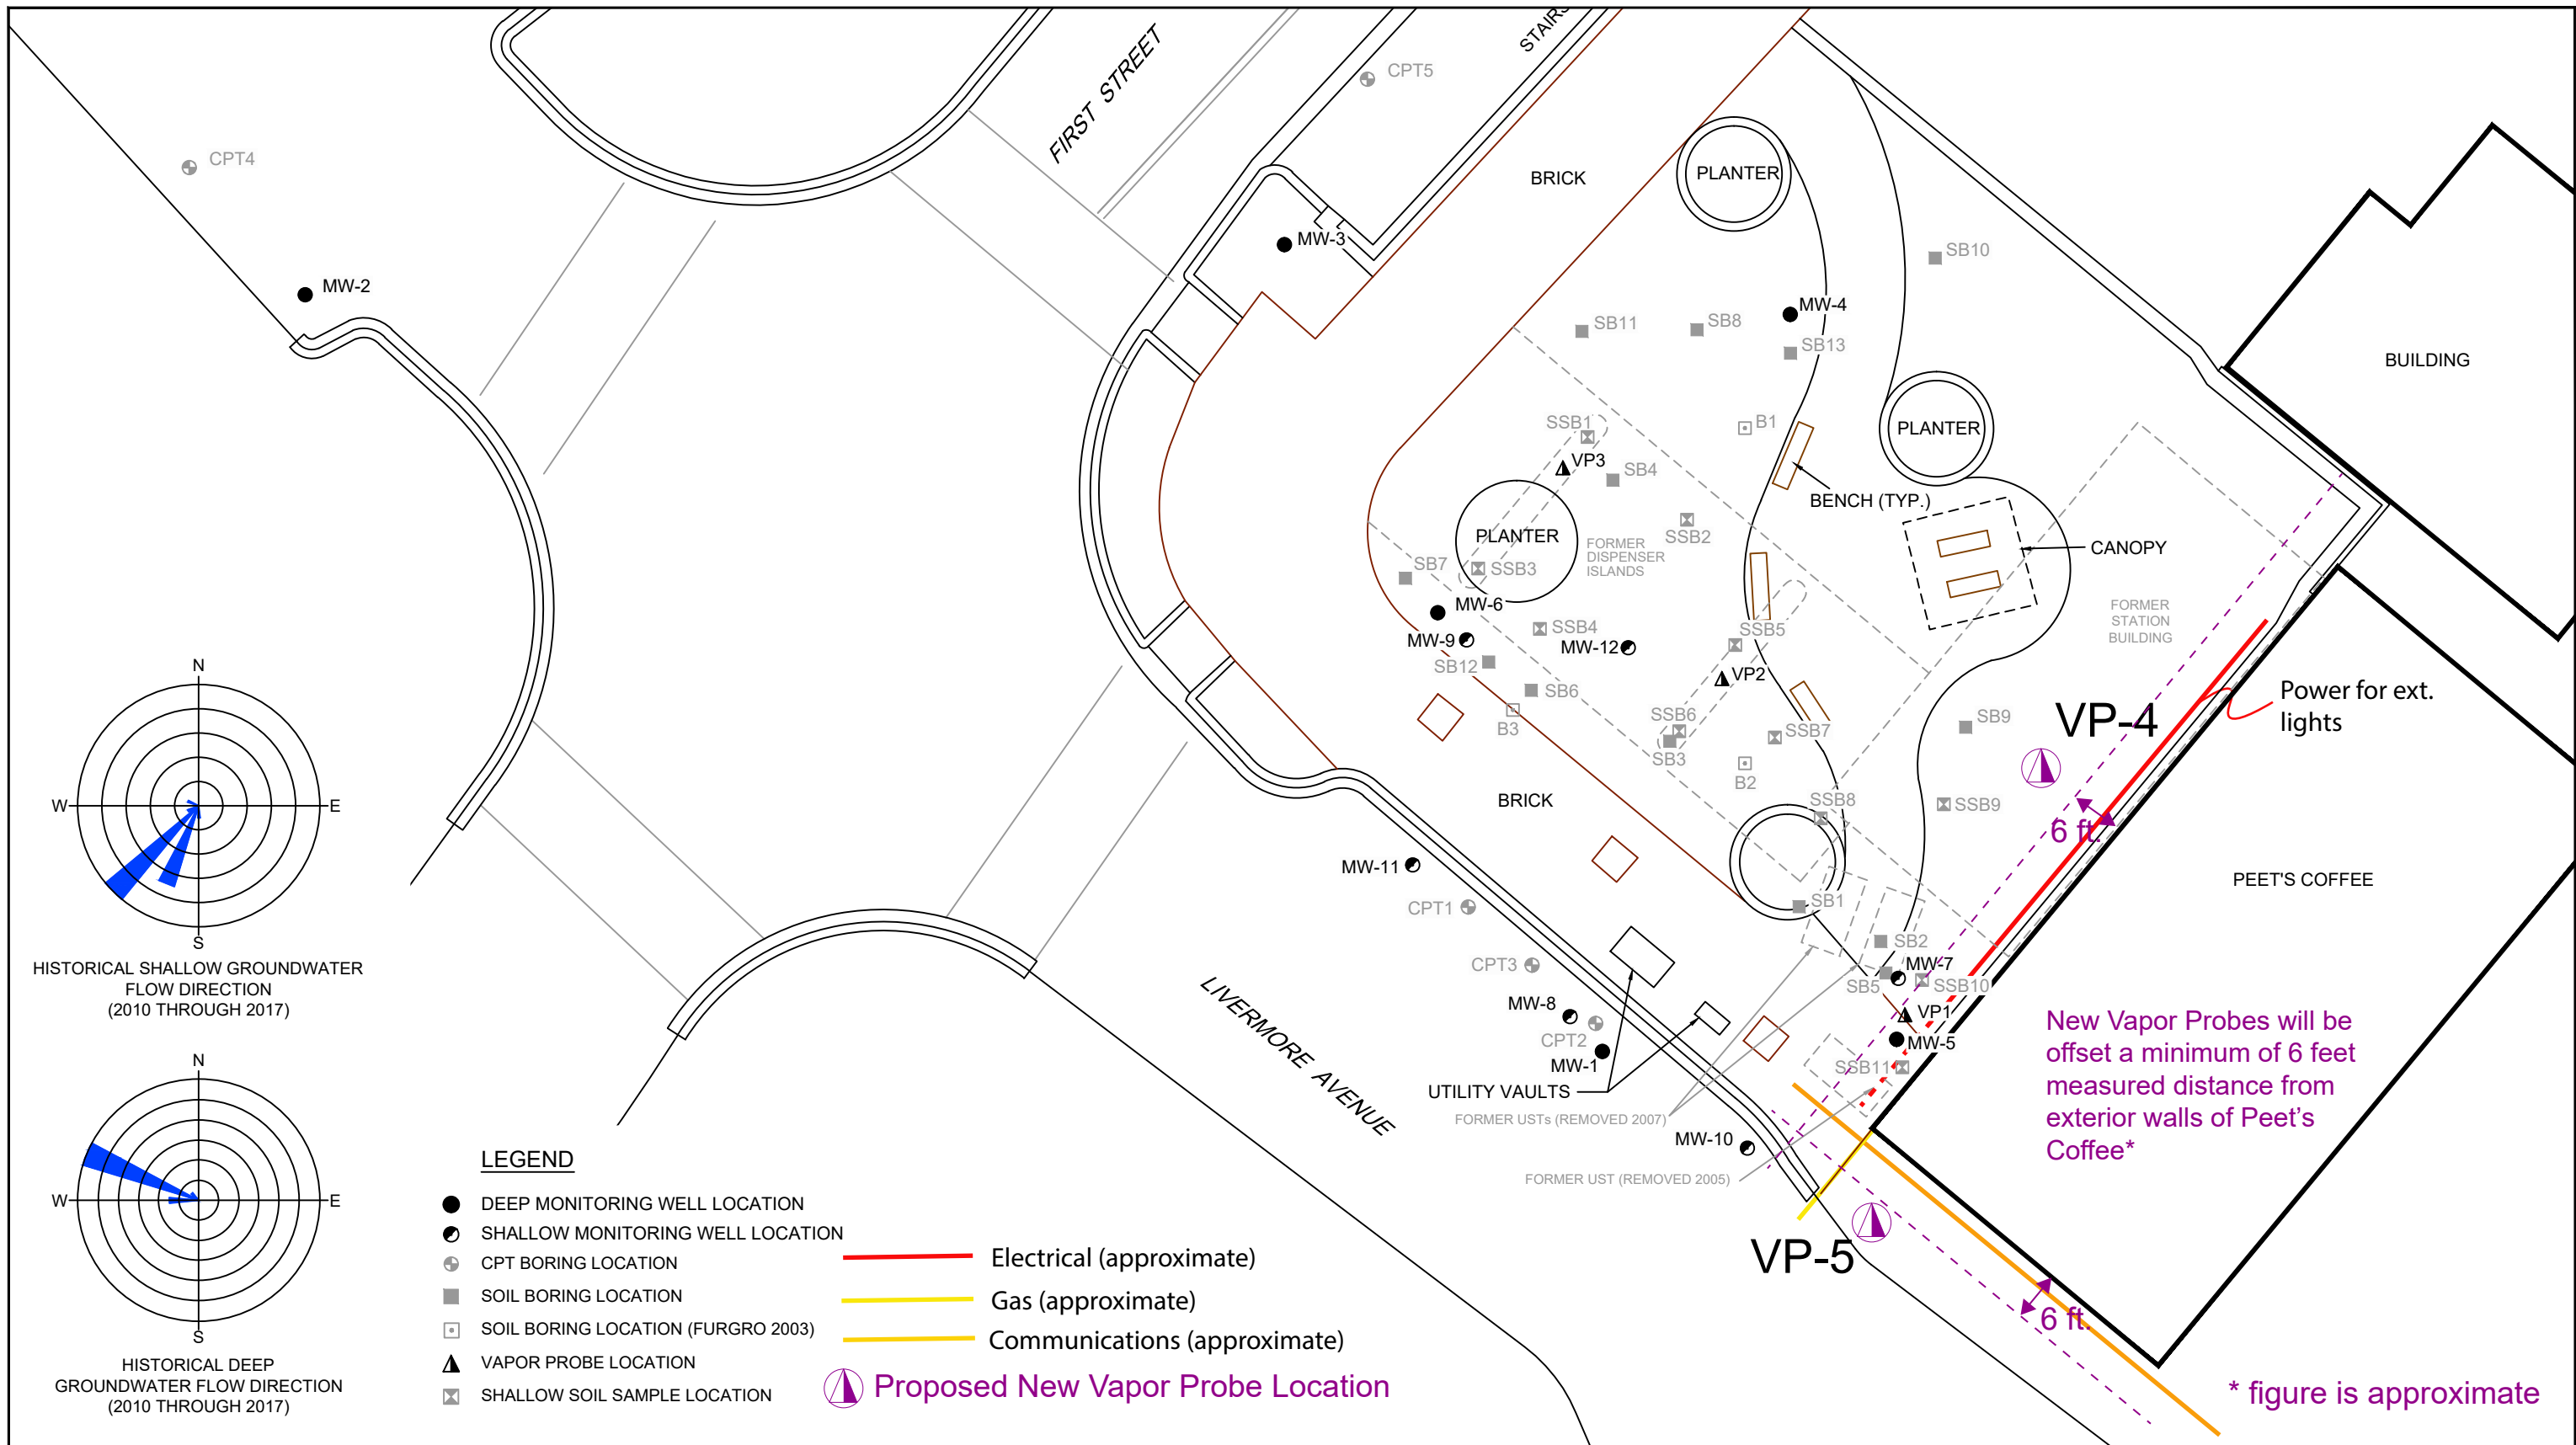 FIRST STREET
STAIRS
CPT5
CPT4
BRICK
PLANTER
MW-3
SB10
MW-2
MW-4
SB11
SB8
SB13
BUILDING
SSB1
B1
PLANTER
VP3
SB4
BENCH (TYP.)
SSB2
PLANTER
FORMER
DISPENSER
ISLANDS
CANOPY
SB7
SSB3
MW-6
FORMER
STATION
BUILDING
SSB4
SSB5
MW-9
MW-12
SB12
VP2
SB6
Power for ext.
lights
SSB6
SB9
VP-4
B3
SSB7
SB3
B2
BRICK
SSB8
SSB9
6 ft.
MW-11
PEET'S COFFEE
CPT1
SB1
SB2
CPT3
MW-7
SB5
SSB10
LIVERMORE AVENUE
MW-8
VP1
CPT2
MW-5
MW-1
SSB11
UTILITY VAULTS
FORMER USTs (REMOVED 2007)
MW-10
FORMER UST (REMOVED 2005)
New Vapor Probes will be
offset a minimum of 6 feet
measured distance from
exterior walls of Peet's
Coffee*
VP-5
6 ft.
* figure is approximate
N
W
E
S
HISTORICAL SHALLOW GROUNDWATER
FLOW DIRECTION
(2010 THROUGH 2017)
N
W
E
S
HISTORICAL DEEP
GROUNDWATER FLOW DIRECTION
(2010 THROUGH 2017)
LEGEND
DEEP MONITORING WELL LOCATION
SHALLOW MONITORING WELL LOCATION
CPT BORING LOCATION
SOIL BORING LOCATION
SOIL BORING LOCATION (FURGRO 2003)
VAPOR PROBE LOCATION
SHALLOW SOIL SAMPLE LOCATION
Electrical (approximate)
Gas (approximate)
Communications (approximate)
Proposed New Vapor Probe Location